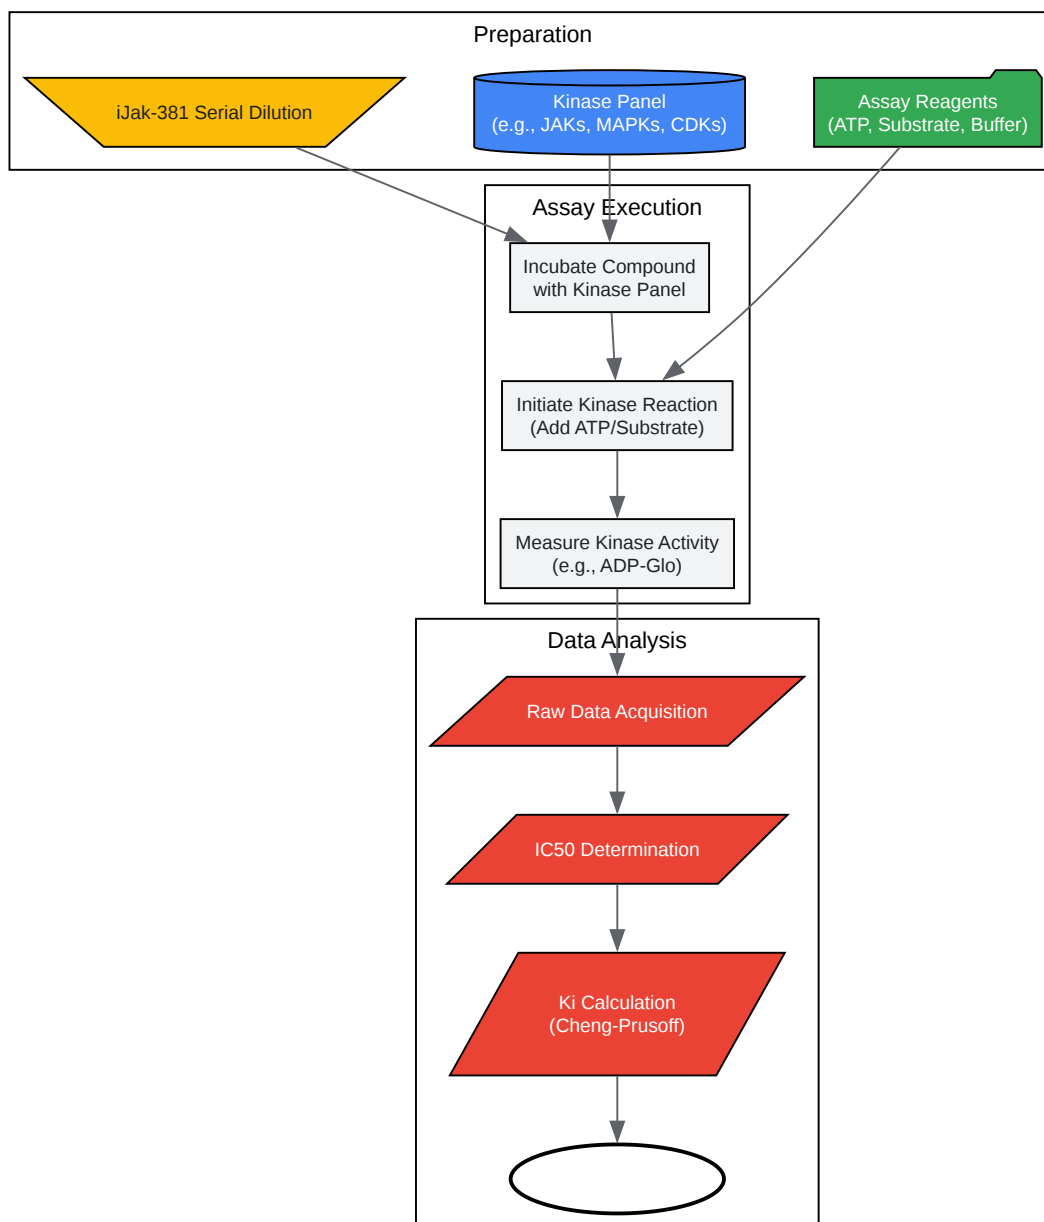 Preparation
iJak-381 Serial Dilution
Kinase Panel
(e.g., JAKs, MAPKs, CDKs)
Assay Reagents
(ATP, Substrate, Buffer)
Assay Execution
Incubate Compound
with Kinase Panel
Initiate Kinase Reaction
(Add ATP/Substrate)
Measure Kinase Activity
(e.g., ADP-Glo)
Data Analysis
Raw Data Acquisition
IC50 Determination
Ki Calculation
(Cheng-Prusoff)